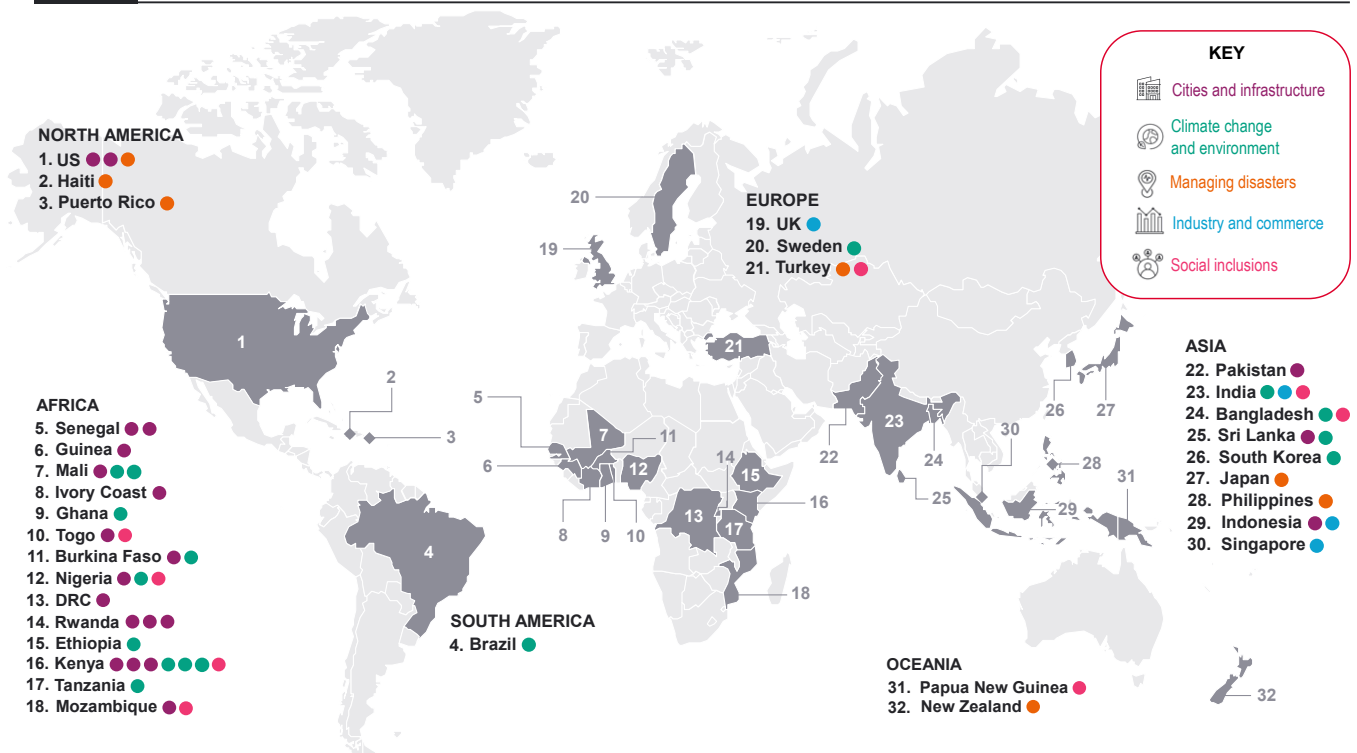 KEY
Cities and infrastructure
Climate change
and environment
Managing disasters
Industry and commerce
Social inclusions
NORTH AMERICA
1. US
2. Haiti
3. Puerto Rico
EUROPE
19. UK
20. Sweden
21. Turkey
AFRICA
5. Senegal
6. Guinea
7. Mali
8. Ivory Coast
9. Ghana
10. Togo
11. Burkina Faso
12. Nigeria
13. DRC
14. Rwanda
15. Ethiopia
16. Kenya
17. Tanzania
18. Mozambique
SOUTH AMERICA
4. Brazil
ASIA
22. Pakistan
23. India
24. Bangladesh
25. Sri Lanka
26. South Korea
27. Japan
28. Philippines
29. Indonesia
30. Singapore
OCEANIA
31. Papua New Guinea
32. New Zealand
20
19
1
21
2
3
5
6
7
11
12
8
9
10
13
14
15
16
17
18
4
22
23
24
25
26
27
30
28
31
29
32